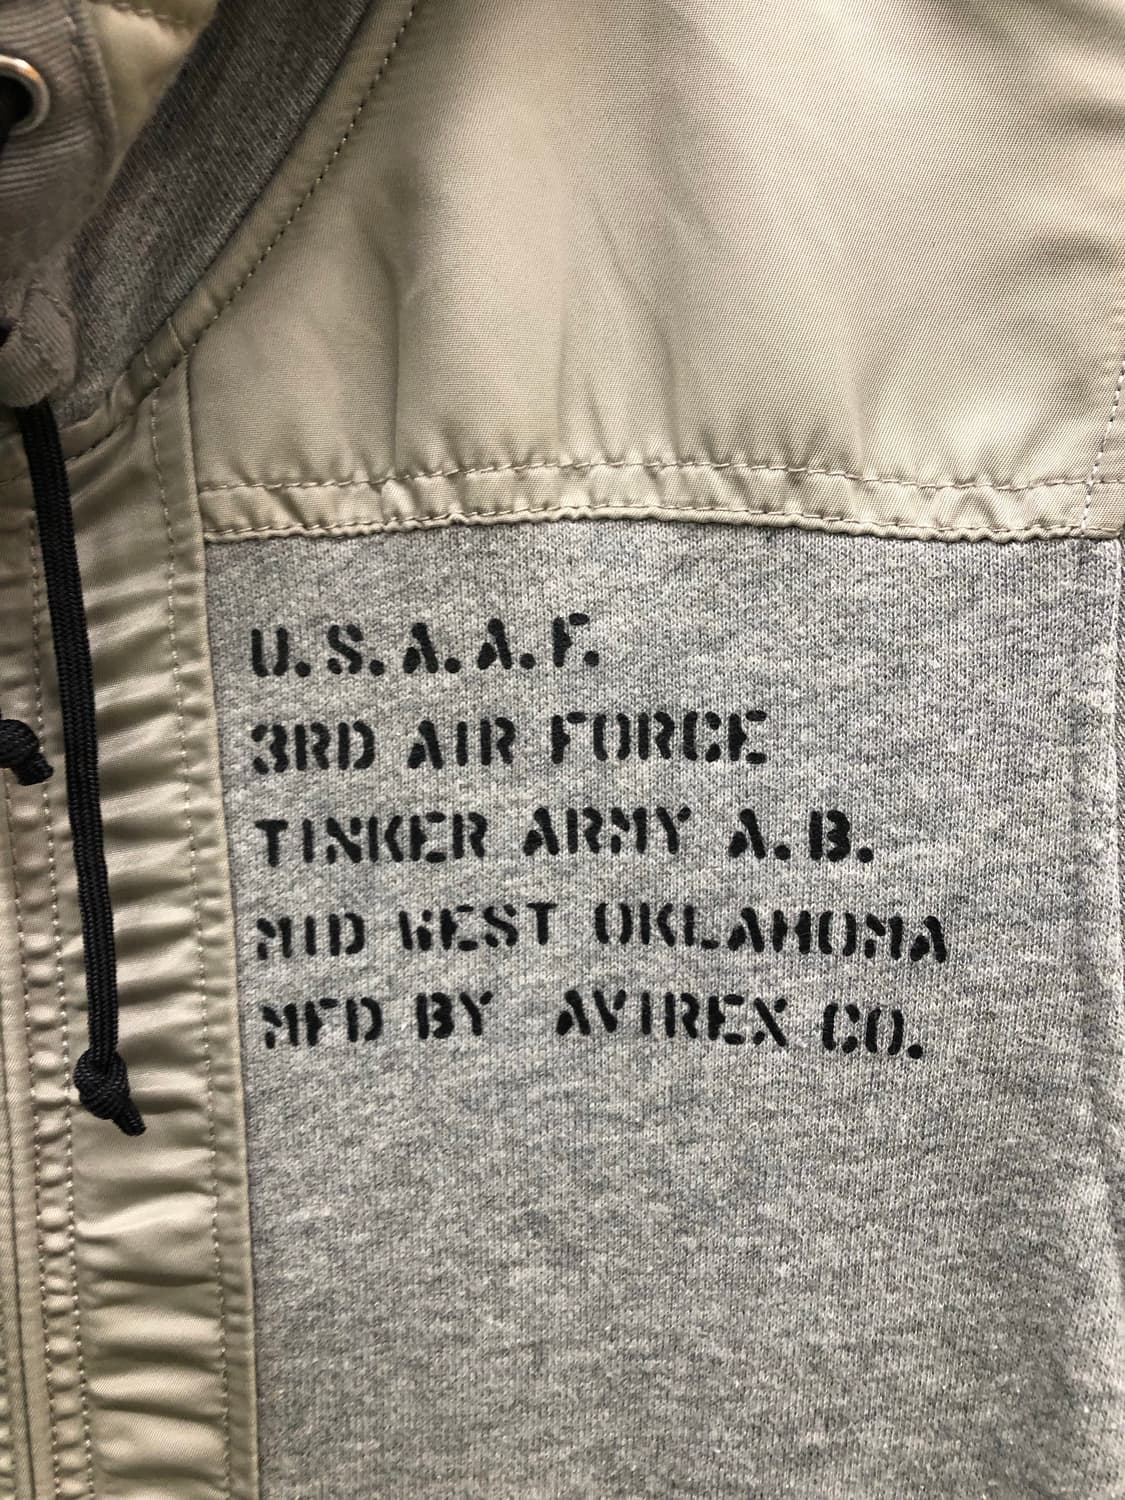 U.S.A.A.F.
3RD AIR FORCE
TINKER ARMY A.B.
MID WEST OKLAHOMA
MFD BY AVIREX CO.